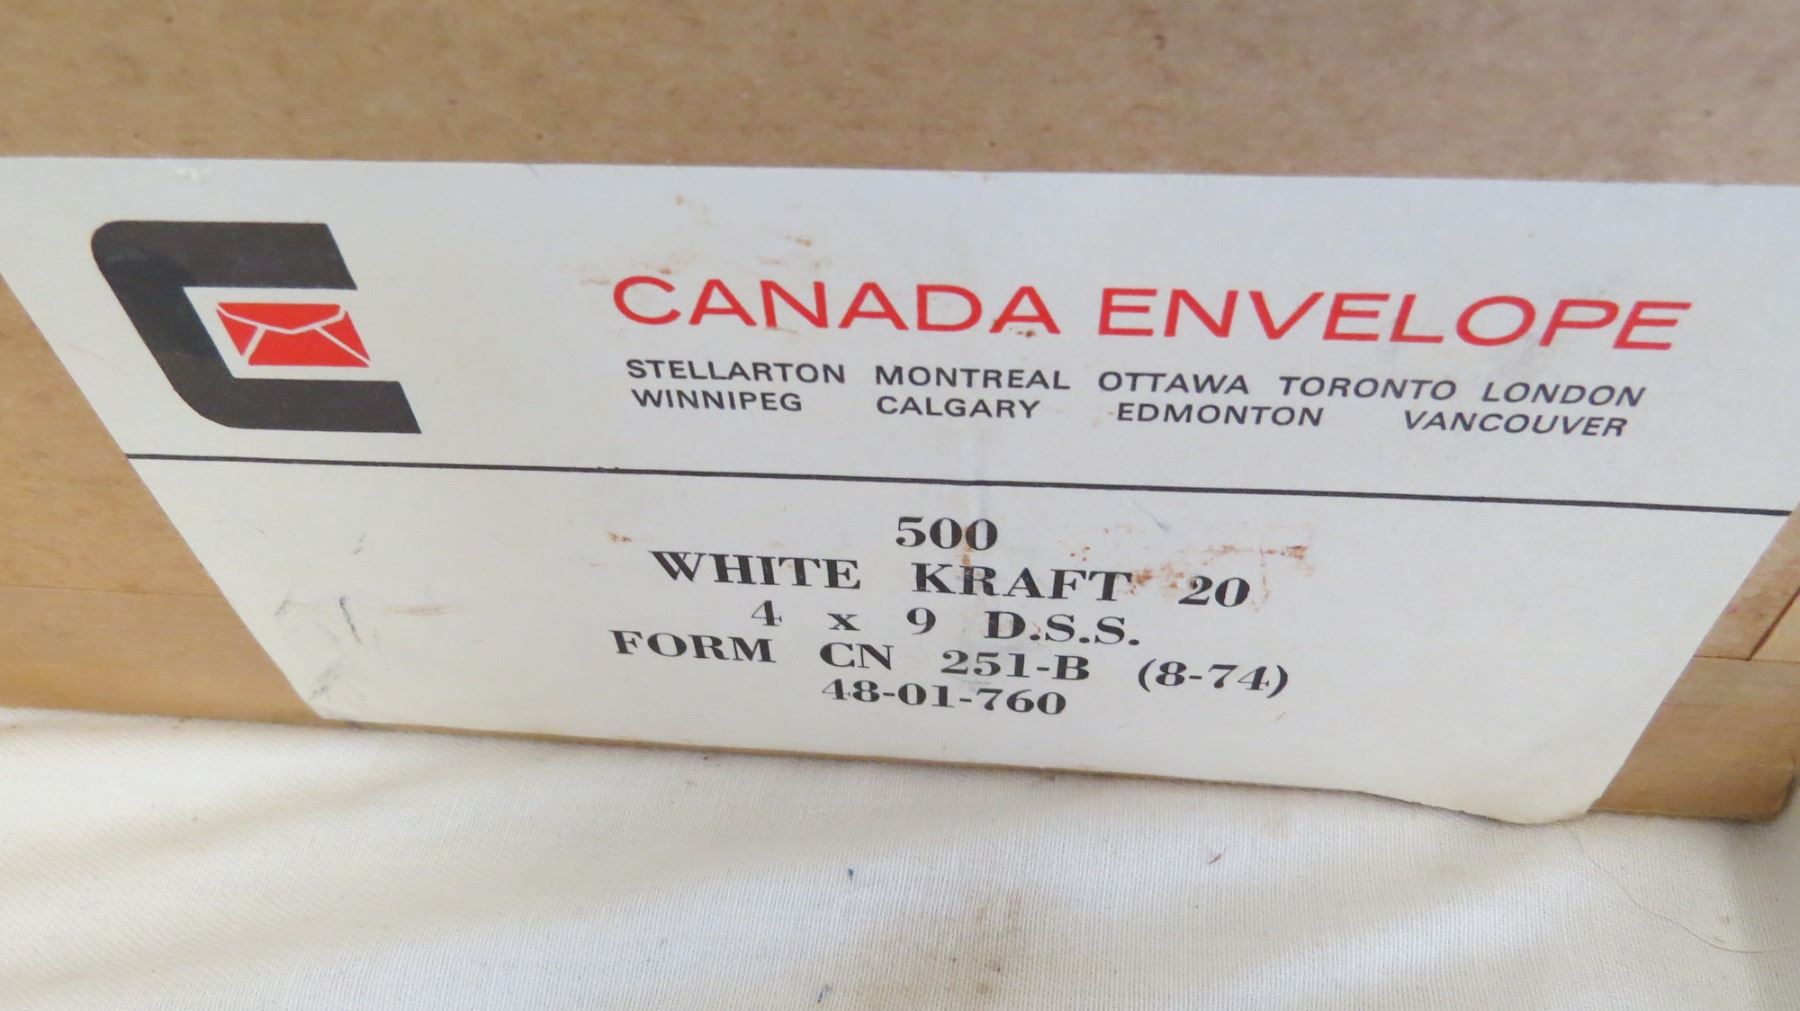 CANADA ENVELOPE
STELLARTON MONTREAL OTTAWA TORONTO LONDON
WINNIPEG CALGARY EDMONTON VANCOUVER
500
WHITE KRAFT 20
4 x 9 D.S.S.
FORM CN 251-B (8-74)
48-01-760